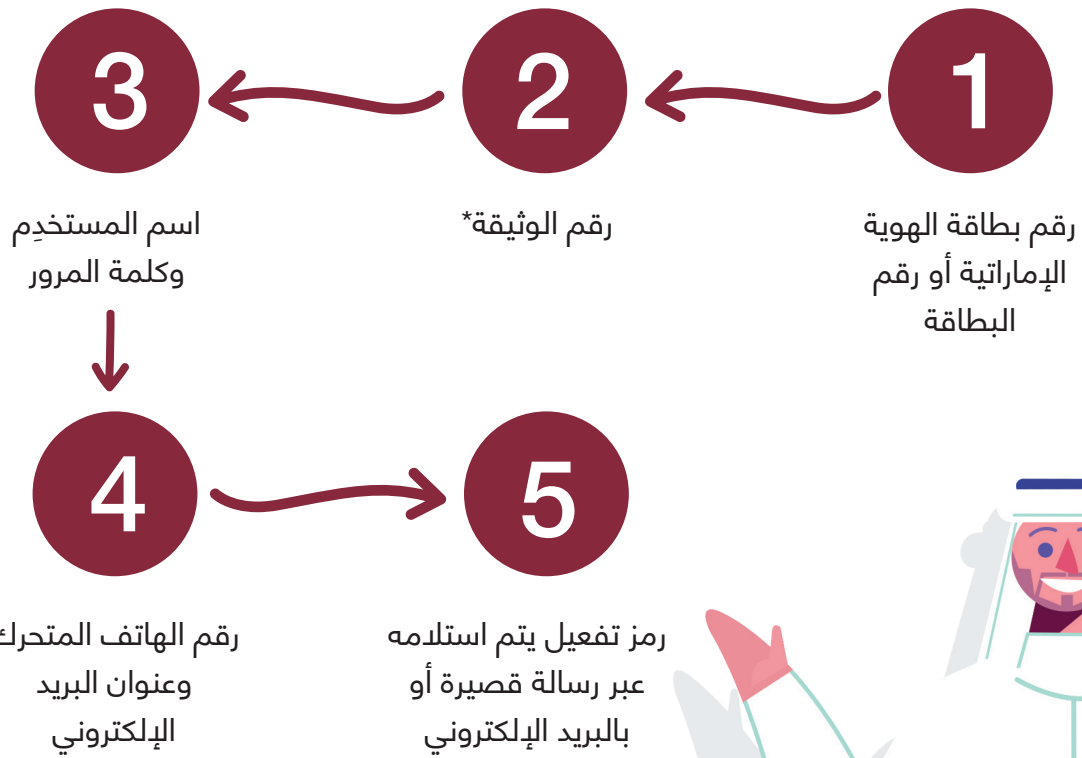 1
رقم بطاقة الهوية
الإماراتية أو رقم
البطاقة
2
رقم الوثيقة*
3
اسم المستخدِم
وكلمة المرور
4
رقم الهاتف المتحرك
وعنوان البريد
الإلكتروني
5
رمز تفعيل يتم استلامه
عبر رسالة قصيرة أو
بالبريد الإلكتروني